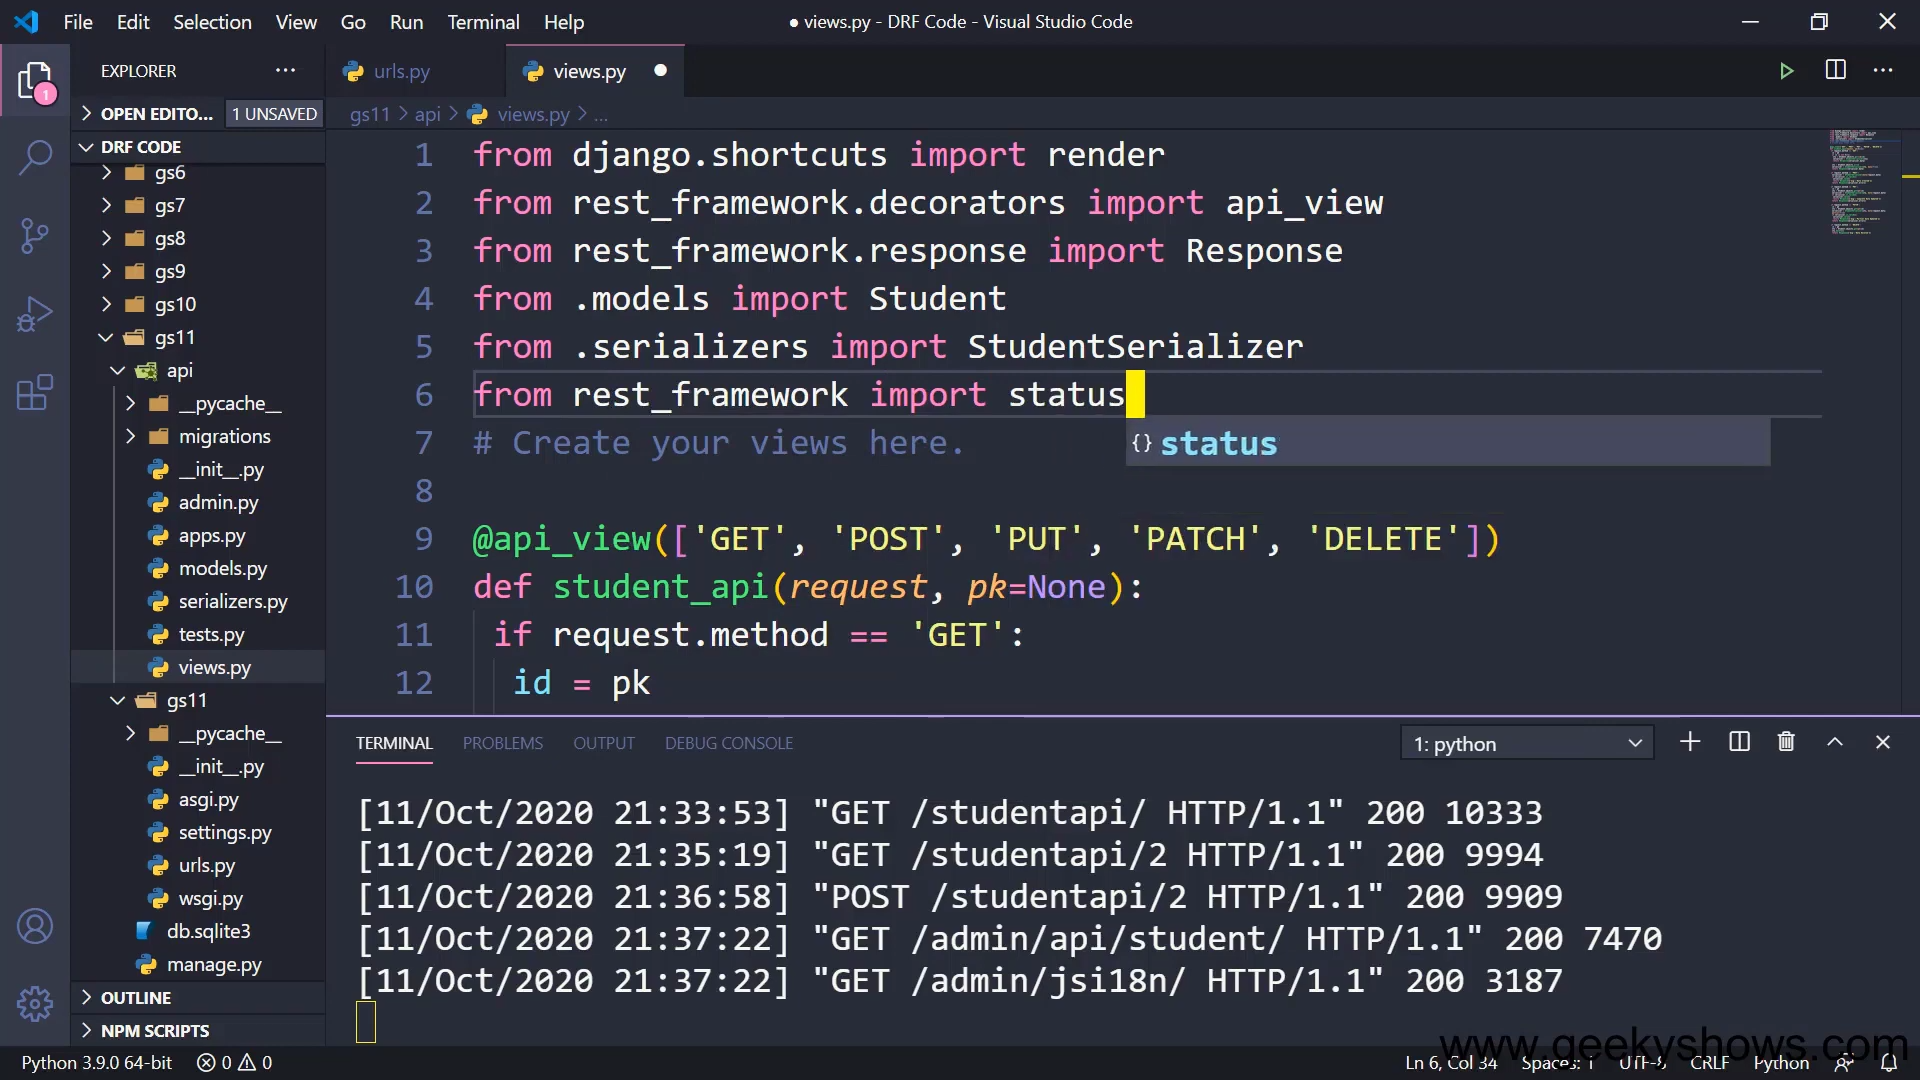 File Edit Selection View Go Run Terminal Help
● views.py - DRF Code - Visual Studio Code
EXPLORER
1
OPEN EDITO... 1 UNSAVED
DRF CODE
gs6
gs7
gs8
gs9
gs10
gs11
api
__pycache__
migrations
__init__.py
admin.py
apps.py
models.py
serializers.py
tests.py
views.py
gs11
__pycache__
__init__.py
asgi.py
settings.py
urls.py
wsgi.py
db.sqlite3
manage.py
OUTLINE
NPM SCRIPTS
urls.py
views.py
gs11 > api > views.py > ...
1 from django.shortcuts import render
2 from rest_framework.decorators import api_view
3 from rest_framework.response import Response
4 from .models import Student
5 from .serializers import StudentSerializer
6 from rest_framework import status
7 # Create your views here.
{} status
8
9 @api_view(['GET', 'POST', 'PUT', 'PATCH', 'DELETE'])
10 def student_api(request, pk=None):
11 if request.method == 'GET':
12 id = pk
TERMINAL PROBLEMS OUTPUT DEBUG CONSOLE
1: python
[11/Oct/2020 21:33:53] "GET /studentapi/ HTTP/1.1" 200 10333
[11/Oct/2020 21:35:19] "GET /studentapi/2 HTTP/1.1" 200 9994
[11/Oct/2020 21:36:58] "POST /studentapi/2 HTTP/1.1" 200 9909
[11/Oct/2020 21:37:22] "GET /admin/api/student/ HTTP/1.1" 200 7470
[11/Oct/2020 21:37:22] "GET /admin/jsi18n/ HTTP/1.1" 200 3187
www.geekyshows.com
Python 3.9.0 64-bit 0 0
Ln 6, Col 34 Spaces: 1 UTF-8 CRLF Python